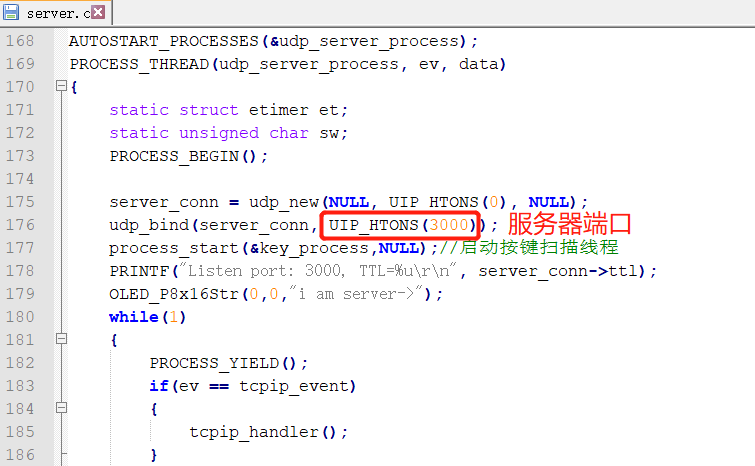 server.c
168 AUTOSTART_PROCESSES(&udp_server_process);
169 PROCESS_THREAD(udp_server_process, ev, data)
170 {
171 static struct etimer et;
172 static unsigned char sw;
173 PROCESS_BEGIN();
174
175 server_conn = udp_new(NULL, UIP_HTONS(0), NULL);
176 udp_bind(server_conn, UIP_HTONS(3000)); 服务器端口
177 process_start(&key_process,NULL);//启动按键扫描线程
178 PRINTF("Listen port: 3000, TTL=%u\r\n", server_conn->ttl);
179 OLED_P8x16Str(0,0,"i am server->");
180 while(1)
181 {
182 PROCESS_YIELD();
183 if(ev == tcpip_event)
184 {
185 tcpip_handler();
186 }